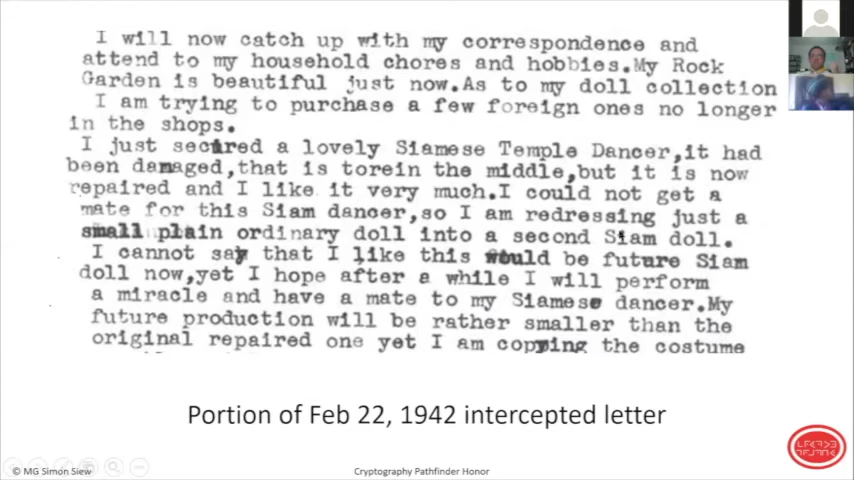 I will now catch up with my correspondence and
attend to my household chores and hobbies.My Rock
Garden is beautiful just now.As to my doll collection
I am trying to purchase a few foreign ones no longer
in the shops.
I just secured a lovely Siamese Temple Dancer,it had
been damaged,that is torein the middle,but it is now
repaired and I like it very much.I could not get a
mate for this Siam dancer,so I am redressing just a
small plain ordinary doll into a second Siam doll.
I cannot say that I like this would be future Siam
doll now,yet I hope after a while I will perform
a miracle and have a mate to my Siamese dancer.My
future production will be rather smaller than the
original repaired one yet I am copying the costume
Portion of Feb 22, 1942 intercepted letter
© MG Simon Siew
Cryptography Pathfinder Honor